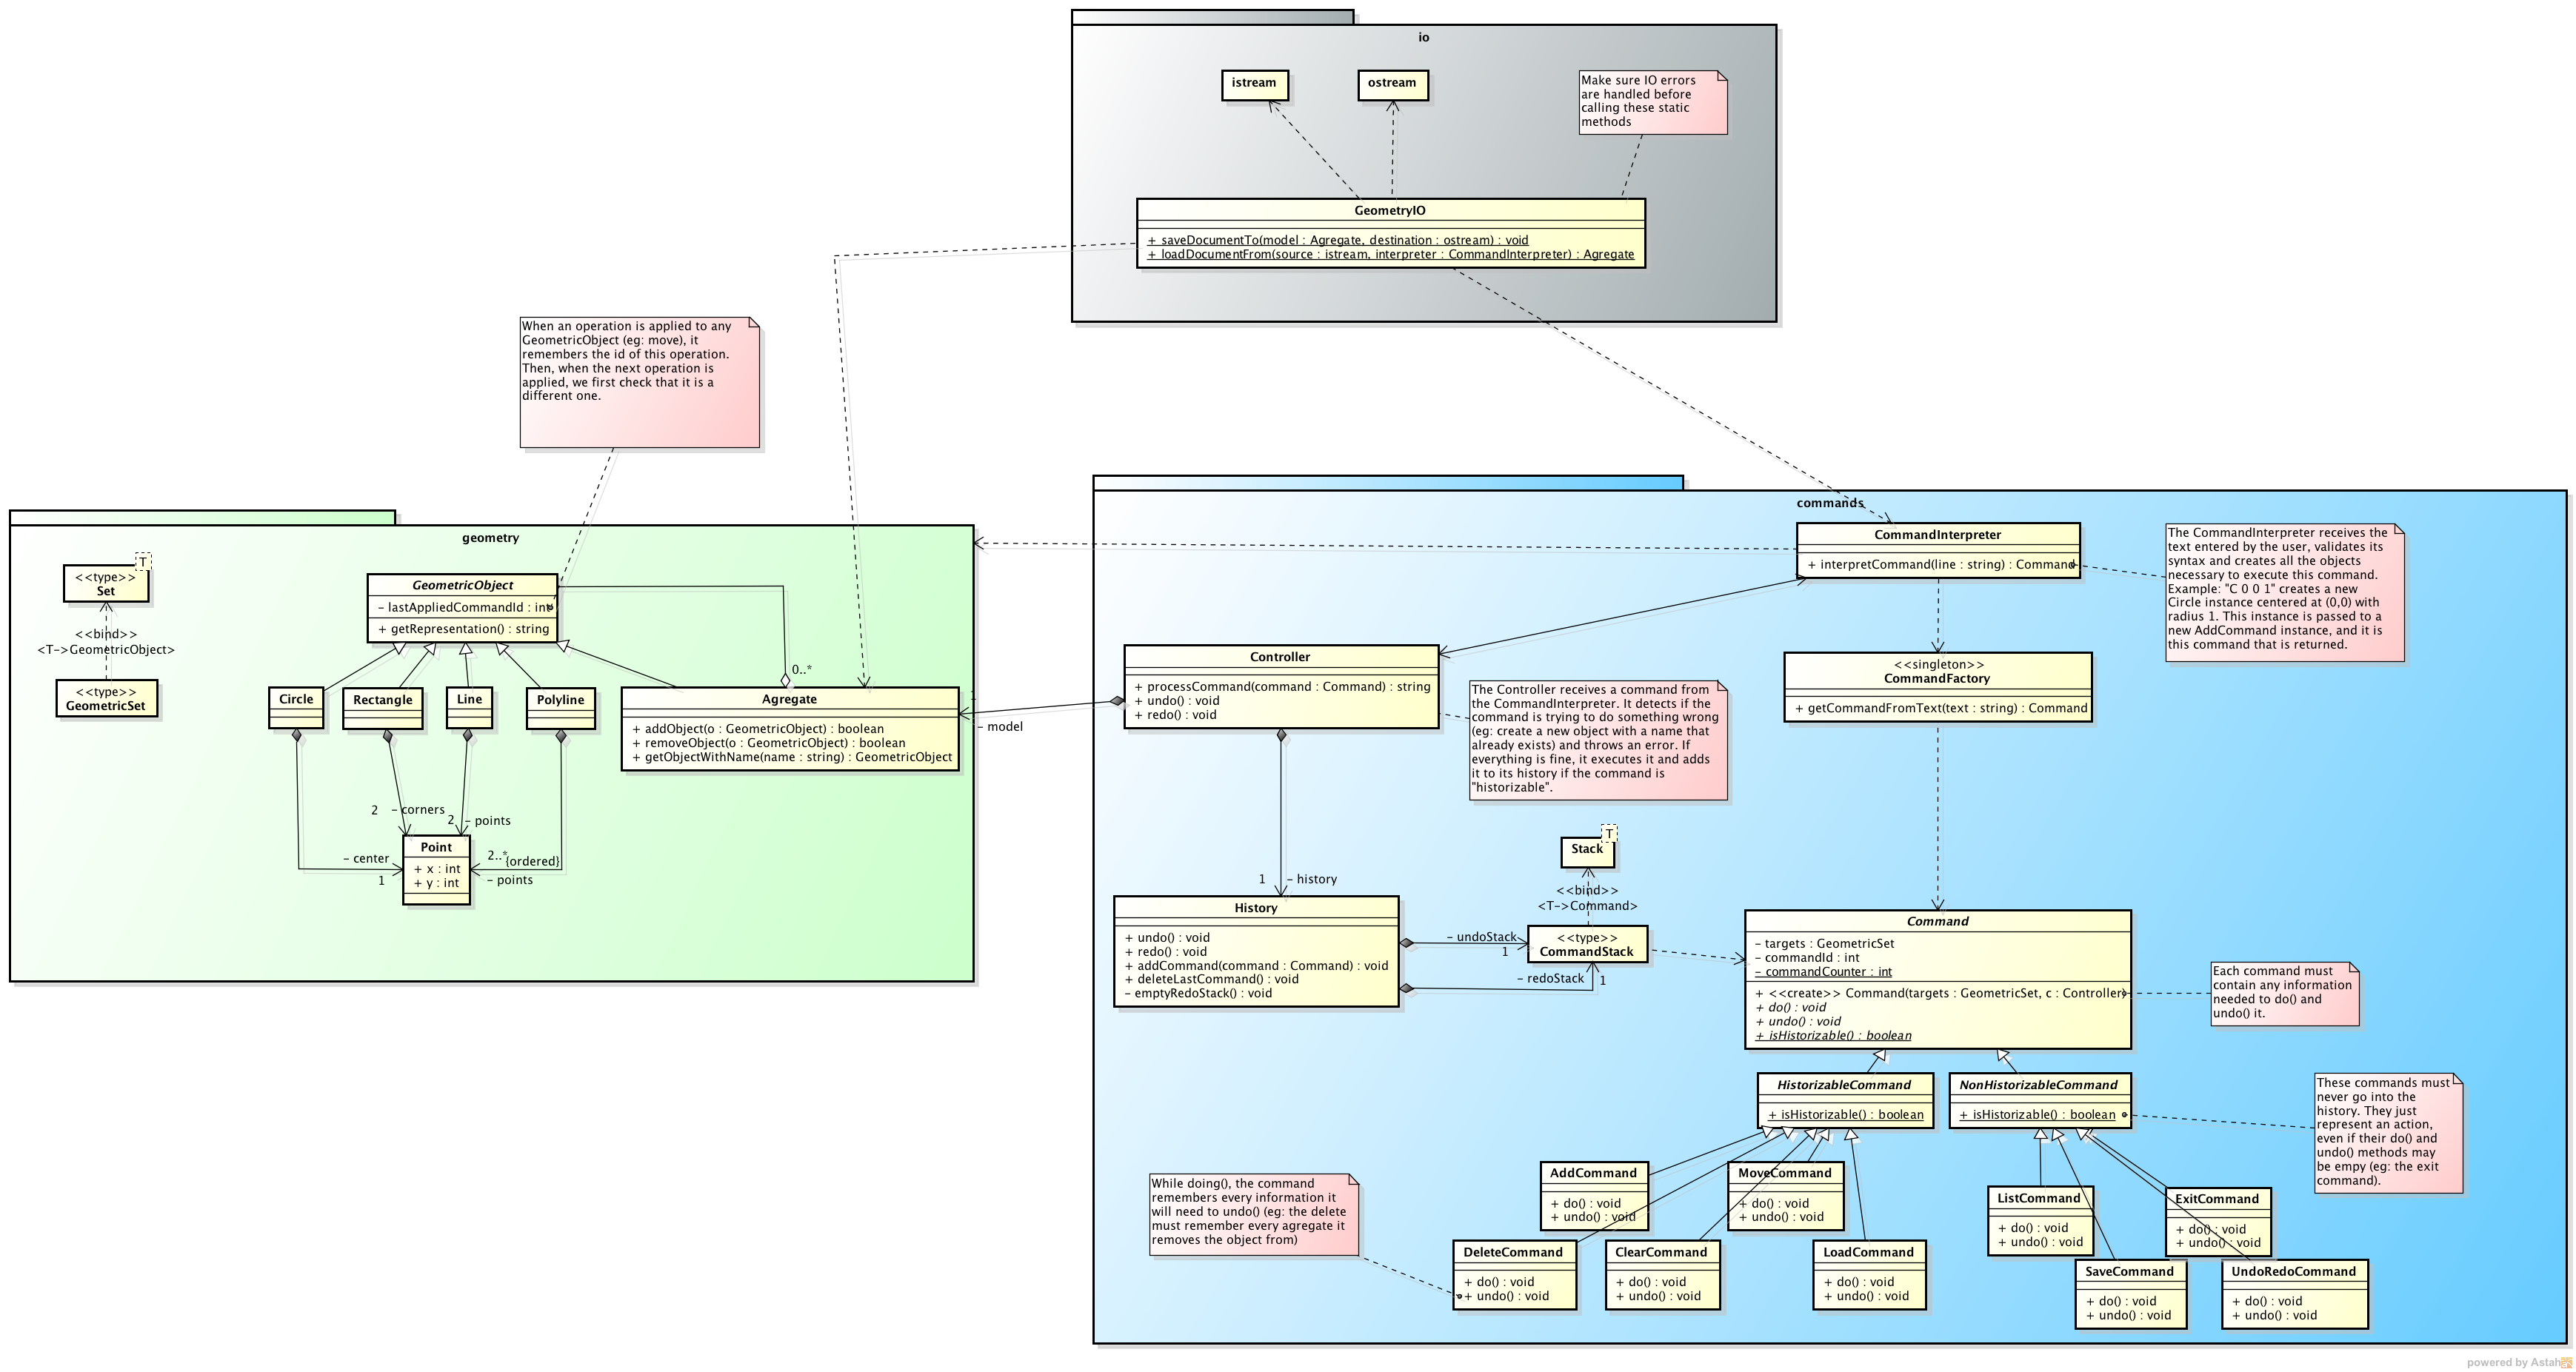 io
istream
ostream
Make sure IO errors
are handled before
calling these static
methods
GeometryIO
+ saveDocumentTo(model : Agregate, destination : ostream) : void
+ loadDocumentFrom(source : istream, interpreter : CommandInterpreter) : Agregate
When an operation is applied to any
GeometricObject (eg: move), it
remembers the id of this operation.
Then, when the next operation is
applied, we first check that it is a
different one.
geometry
T
<<type>>
Set
<<bind>>
<T->GeometricObject>
<<type>>
GeometricSet
GeometricObject
- lastAppliedCommandId : int
+ getRepresentation() : string
0..*
Circle
Rectangle
Line
Polyline
Agregate
+ addObject(o : GeometricObject) : boolean
+ removeObject(o : GeometricObject) : boolean
+ getObjectWithName(name : string) : GeometricObject
1
- model
2
- corners
2
- points
- center
1
2..*
{ordered}
- points
Point
+ x : int
+ y : int
commands
CommandInterpreter
+ interpretCommand(line : string) : Command
The CommandInterpreter receives the
text entered by the user, validates its
syntax and creates all the objects
necessary to execute this command.
Example: "C 0 0 1" creates a new
Circle instance centered at (0,0) with
radius 1. This instance is passed to a
new AddCommand instance, and it is
this command that is returned.
Controller
+ processCommand(command : Command) : string
+ undo() : void
+ redo() : void
The Controller receives a command from
the CommandInterpreter. It detects if the
command is trying to do something wrong
(eg: create a new object with a name that
already exists) and throws an error. If
everything is fine, it executes it and adds
it to its history if the command is
"historizable".
<<singleton>>
CommandFactory
+ getCommandFromText(text : string) : Command
1
- history
T
Stack
<<bind>>
<T->Command>
History
+ undo() : void
+ redo() : void
+ addCommand(command : Command) : void
+ deleteLastCommand() : void
- emptyRedoStack() : void
- undoStack
1
- redoStack
1
<<type>>
CommandStack
Command
- targets : GeometricSet
- commandId : int
- commandCounter : int
+ <<create>> Command(targets : GeometricSet, c : Controller)
+ do() : void
+ undo() : void
+ isHistorizable() : boolean
Each command must
contain any information
needed to do() and
undo() it.
HistorizableCommand
+ isHistorizable() : boolean
NonHistorizableCommand
+ isHistorizable() : boolean
These commands must
never go into the
history. They just
represent an action,
even if their do() and
undo() methods may
be empy (eg: the exit
command).
While doing(), the command
remembers every information it
will need to undo() (eg: the delete
must remember every agregate it
removes the object from)
AddCommand
+ do() : void
+ undo() : void
MoveCommand
+ do() : void
+ undo() : void
DeleteCommand
+ do() : void
+ undo() : void
ClearCommand
+ do() : void
+ undo() : void
LoadCommand
+ do() : void
+ undo() : void
ListCommand
+ do() : void
+ undo() : void
ExitCommand
+ do() : void
+ undo() : void
SaveCommand
+ do() : void
+ undo() : void
UndoRedoCommand
+ do() : void
+ undo() : void
powered by Astah